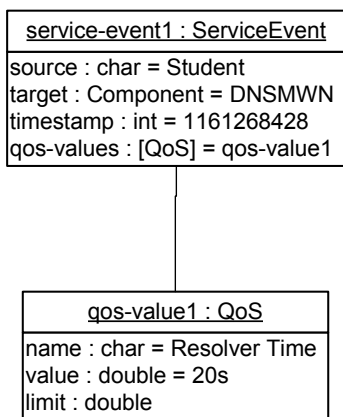 service-event1 : ServiceEvent
source : char = Student
target : Component = DNSMWN
timestamp : int = 1161268428
qos-values : [QoS] = qos-value1
qos-value1 : QoS
name : char = Resolver Time
value : double = 20s
limit : double